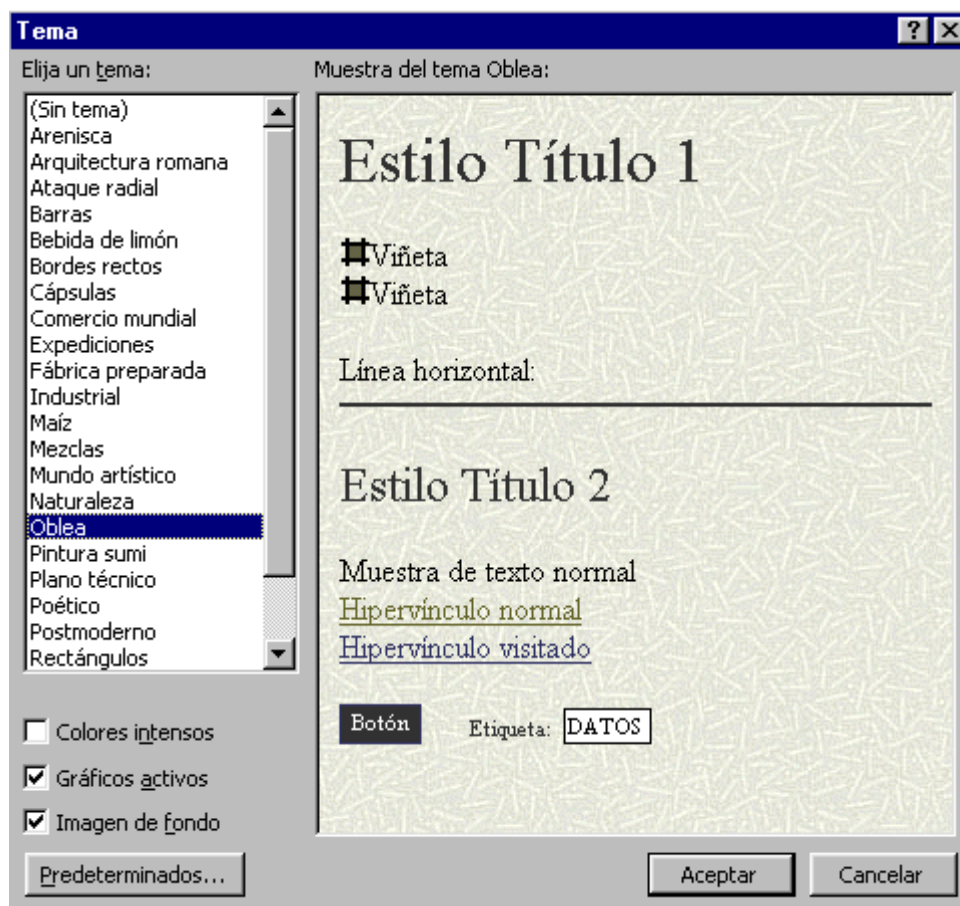 Tema
Elija un tema:
(Sin tema)
Arenisca
Arquitectura romana
Ataque radial
Barras
Bebida de limón
Bordes rectos
Cápsulas
Comercio mundial
Expediciones
Fábrica preparada
Industrial
Maíz
Mezclas
Mundo artístico
Naturaleza
Oblea
Pintura sumi
Plano técnico
Poético
Postmoderno
Rectángulos
Colores intensos
Gráficos activos
Imagen de fondo
Predeterminados...
Muestra del tema Oblea:
Estilo Título 1
Viñeta
Viñeta
Línea horizontal:
Estilo Título 2
Muestra de texto normal
Hipervínculo normal
Hipervínculo visitado
Botón Etiqueta: DATOS
Aceptar Cancelar